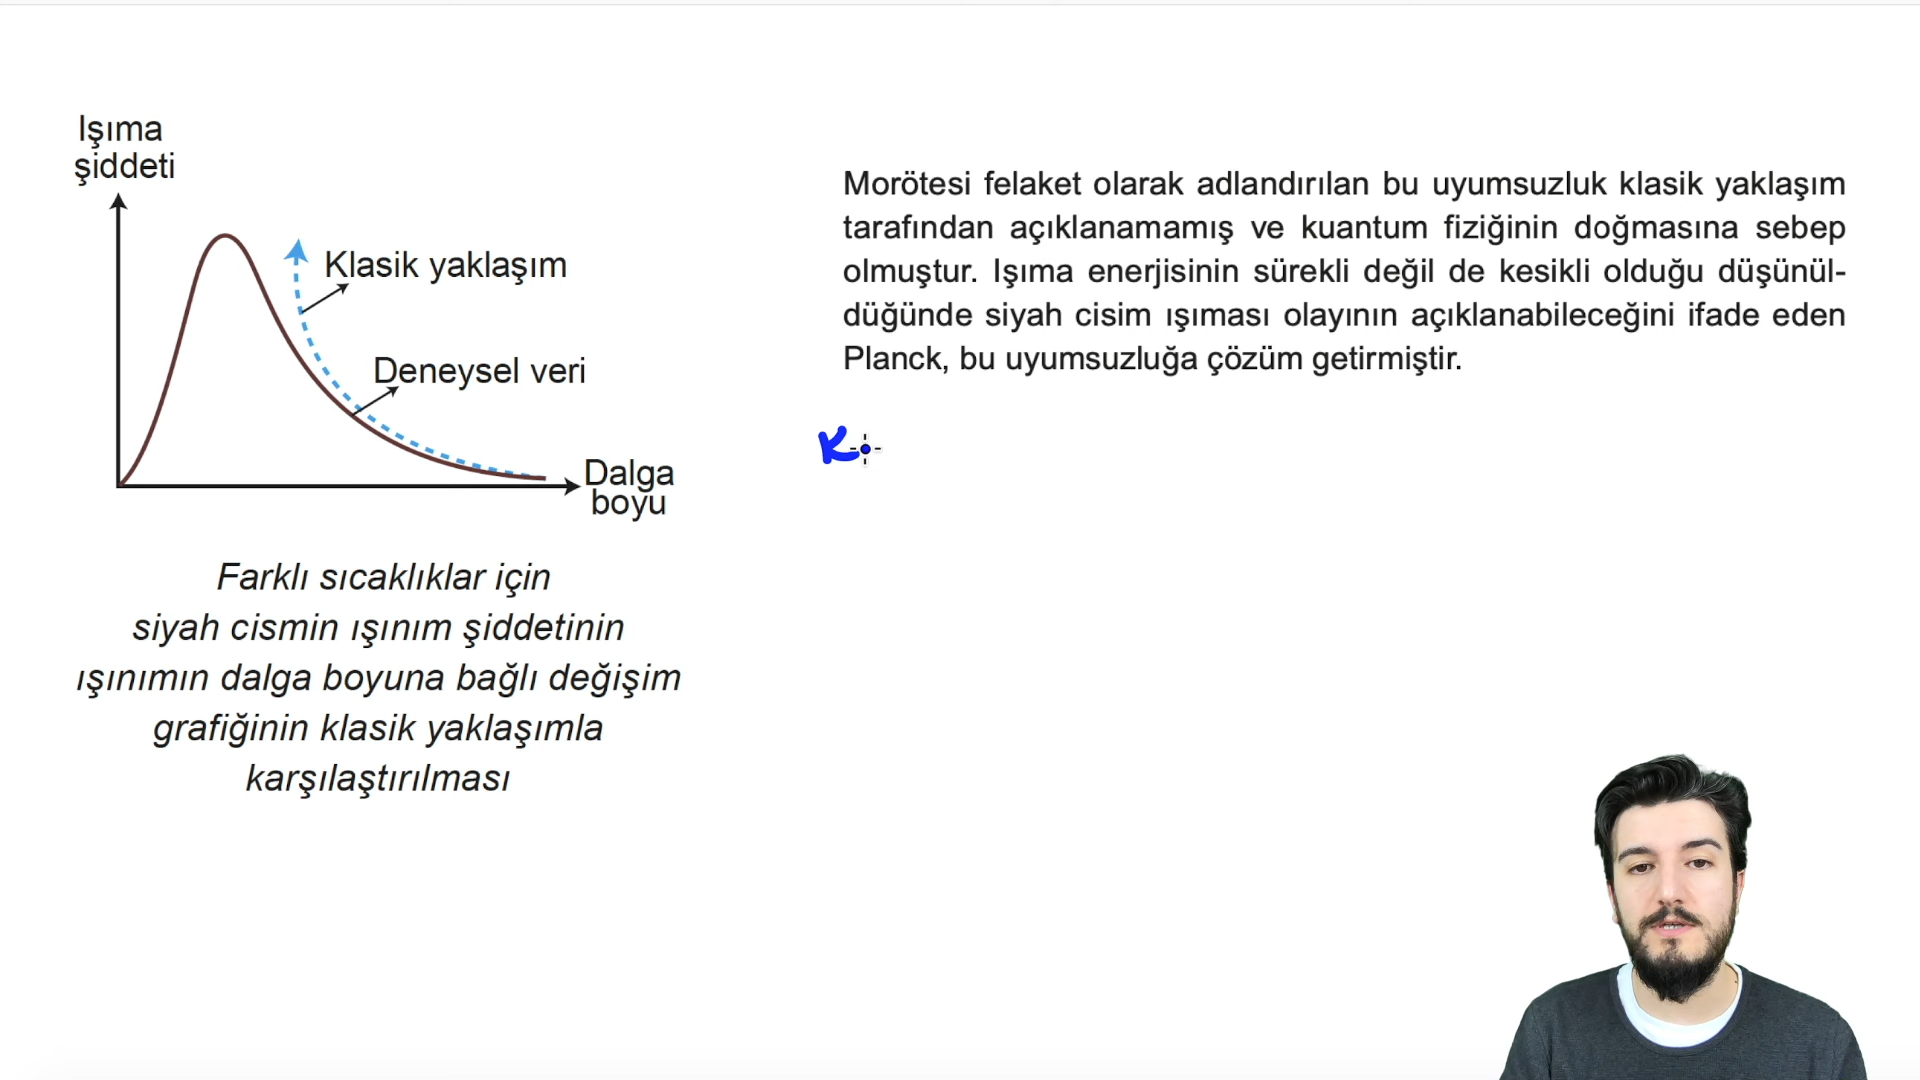 Işıma
şiddeti
Klasik yaklaşım
Deneysel veri
Dalga
boyu
Farklı sıcaklıklar için
siyah cismin ışınım şiddetinin
ışınımın dalga boyuna bağlı değişim
grafiğinin klasik yaklaşımla
karşılaştırılması
Morötesi felaket olarak adlandırılan bu uyumsuzluk klasik yaklaşım
tarafından açıklanamamış ve kuantum fiziğinin doğmasına sebep
olmuştur. Işıma enerjisinin sürekli değil de kesikli olduğu düşünül-
düğünde siyah cisim ışıması olayının açıklanabileceğini ifade eden
Planck, bu uyumsuzluğa çözüm getirmiştir.
K